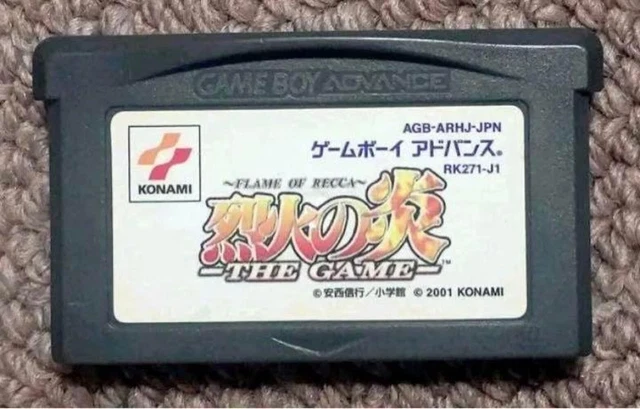 GAME BOY ADVANCE
AGB-ARHJ-JPN
ゲームボーイ アドバンス®
RK271-J1
KONAMI
～FLAME OF RECCA～
烈火の炎
-THE GAME-™
©安西信行／小学館 © 2001 KONAMI